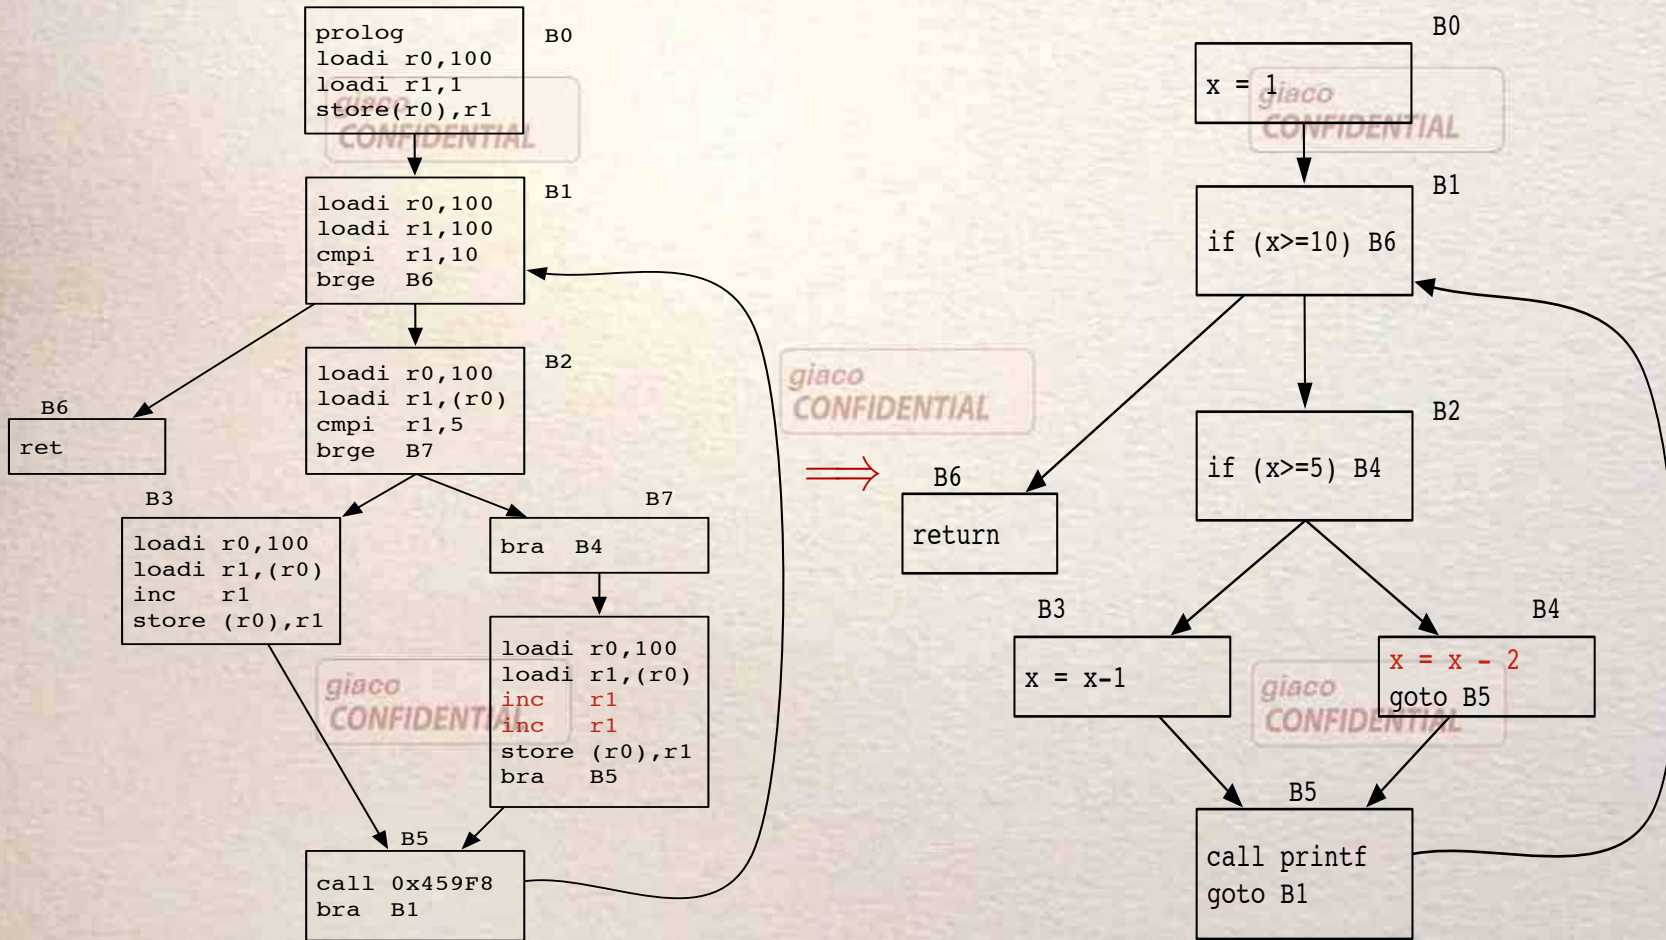 prolog
loadi r0,100
loadi r1,1
store(r0),r1
B0
giaco
CONFIDENTIAL
loadi r0,100
loadi r1,100
cmpi r1,10
brge B6
B1
loadi r0,100
loadi r1,(r0)
cmpi r1,5
brge B7
B2
B6
ret
B3
loadi r0,100
loadi r1,(r0)
inc r1
store (r0),r1
B7
bra B4
loadi r0,100
loadi r1,(r0)
inc r1
inc r1
store (r0),r1
bra B5
giaco
CONFIDENTIAL
B5
call 0x459F8
bra B1
giaco
CONFIDENTIAL
⇒
B0
x = 1
giaco
CONFIDENTIAL
B1
if (x>=10) B6
B2
if (x>=5) B4
B6
return
B3
x = x-1
B4
x = x - 2
goto B5
giaco
CONFIDENTIAL
B5
call printf
goto B1